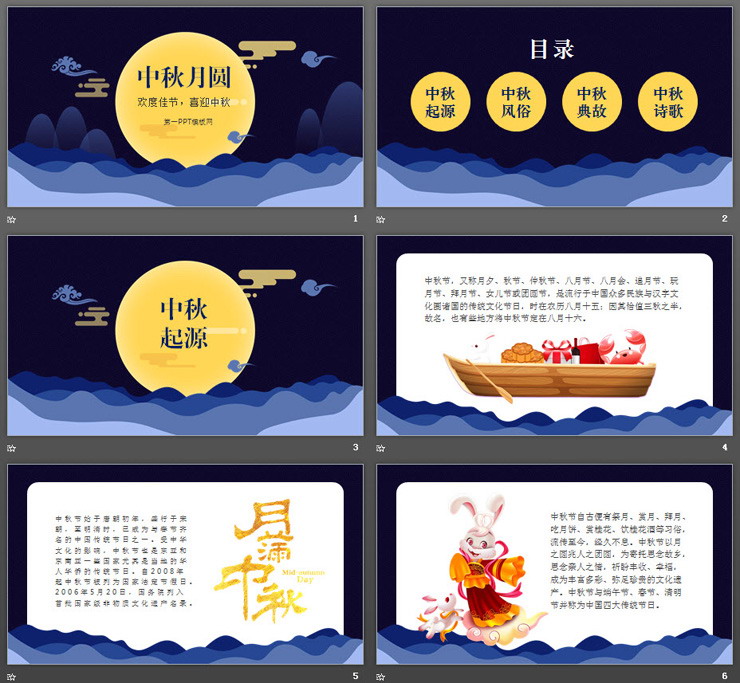 中秋月圆
欢度佳节，喜迎中秋
第一PPT模板网
1
目录
中秋
起源
中秋
风俗
中秋
典故
中秋
诗歌
2
中秋
起源
3
中秋节，又称月夕、秋节、仲秋节、八月节、八月会、追月节、玩
月节、拜月节、女儿节或团圆节，是流行于中国众多民族与汉字文
化圈诸国的传统文化节日，时在农历八月十五；因其恰值三秋之半，
故名，也有些地方将中秋节定在八月十六。
4
中秋节始于唐朝初年，盛行于宋
朝，至明清时，已成为与春节齐
名的中国传统节日之一。受中华
文化的影响，中秋节也是东亚和
东南亚一些国家尤其是当地的华
人华侨的传统节日。自2008年
起中秋节被列为国家法定节假日。
2006年5月20日，国务院列入
首批国家级非物质文化遗产名录。
月
满
中
秋
Mid-autumn
Day
5
中秋节自古便有祭月、赏月、拜月、
吃月饼、赏桂花、饮桂花酒等习俗，
流传至今，经久不息。中秋节以月
之圆兆人之团圆，为寄托思念故乡，
思念亲人之情，祈盼丰收、幸福，
成为丰富多彩、弥足珍贵的文化遗
产。中秋节与端午节、春节、清明
节并称为中国四大传统节日。
6